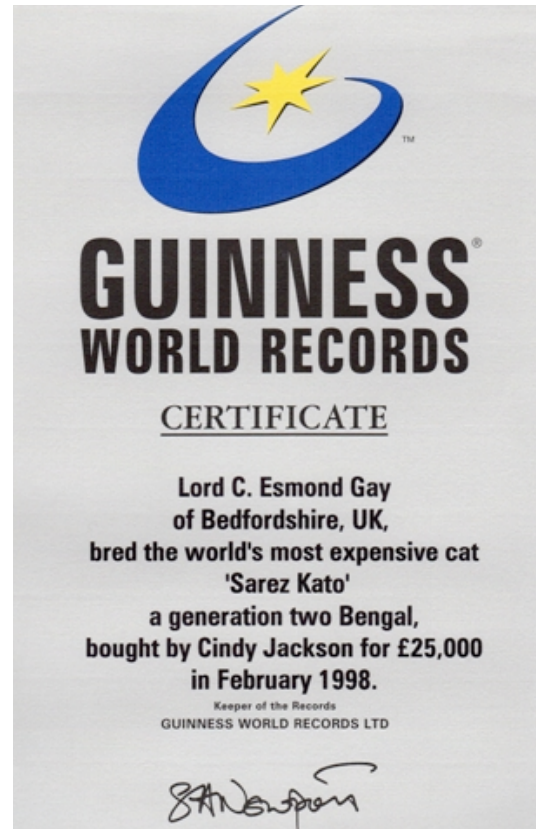 ™
GUINNESS®
WORLD RECORDS
CERTIFICATE
Lord C. Esmond Gay
of Bedfordshire, UK,
bred the world's most expensive cat
'Sarez Kato'
a generation two Bengal,
bought by Cindy Jackson for £25,000
in February 1998.
Keeper of the Records
GUINNESS WORLD RECORDS LTD